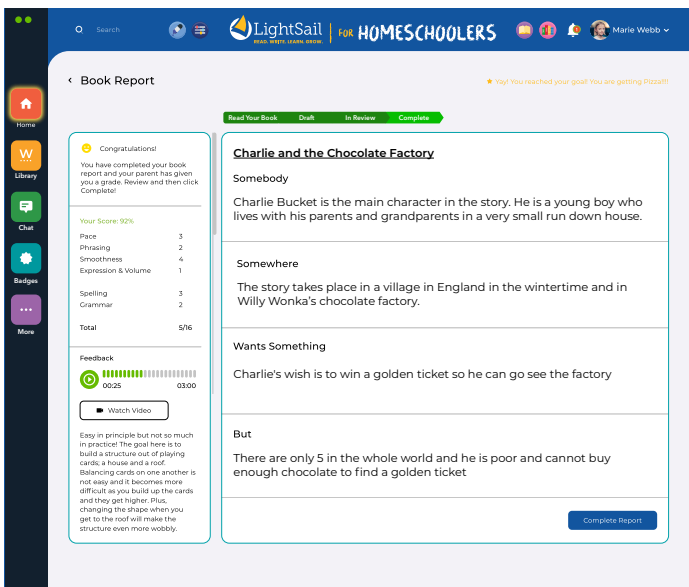 Search
LightSail
READ. WRITE. LEARN. GROW.
FOR HOMESCHOOLERS
Marie Webb
Book Report
Yay! You reached your goal! You are getting Pizza!!!
Home
Library
Chat
Badges
More
Read Your Book Draft In Review Complete
Congratulations!
You have completed your book
report and your parent has given
you a grade. Review and then click
Complete!
Your Score: 92%
Pace 3
Phrasing 2
Smoothness 4
Expression & Volume 1
Spelling 3
Grammar 2
Total 5/16
Feedback
00:25 03:00
Watch Video
Easy in principle but not so much
in practice! The goal here is to
build a structure out of playing
cards; a house and a roof.
Balancing cards on one another is
not easy and it becomes more
difficult as you build up the cards
and they get higher. Plus,
changing the shape when you
get to the roof will make the
structure even more wobbly.
Charlie and the Chocolate Factory
Somebody
Charlie Bucket is the main character in the story. He is a young boy who
lives with his parents and grandparents in a very small run down house.
Somewhere
The story takes place in a village in England in the wintertime and in
Willy Wonka's chocolate factory.
Wants Something
Charlie's wish is to win a golden ticket so he can go see the factory
But
There are only 5 in the whole world and he is poor and cannot buy
enough chocolate to find a golden ticket
Complete Report